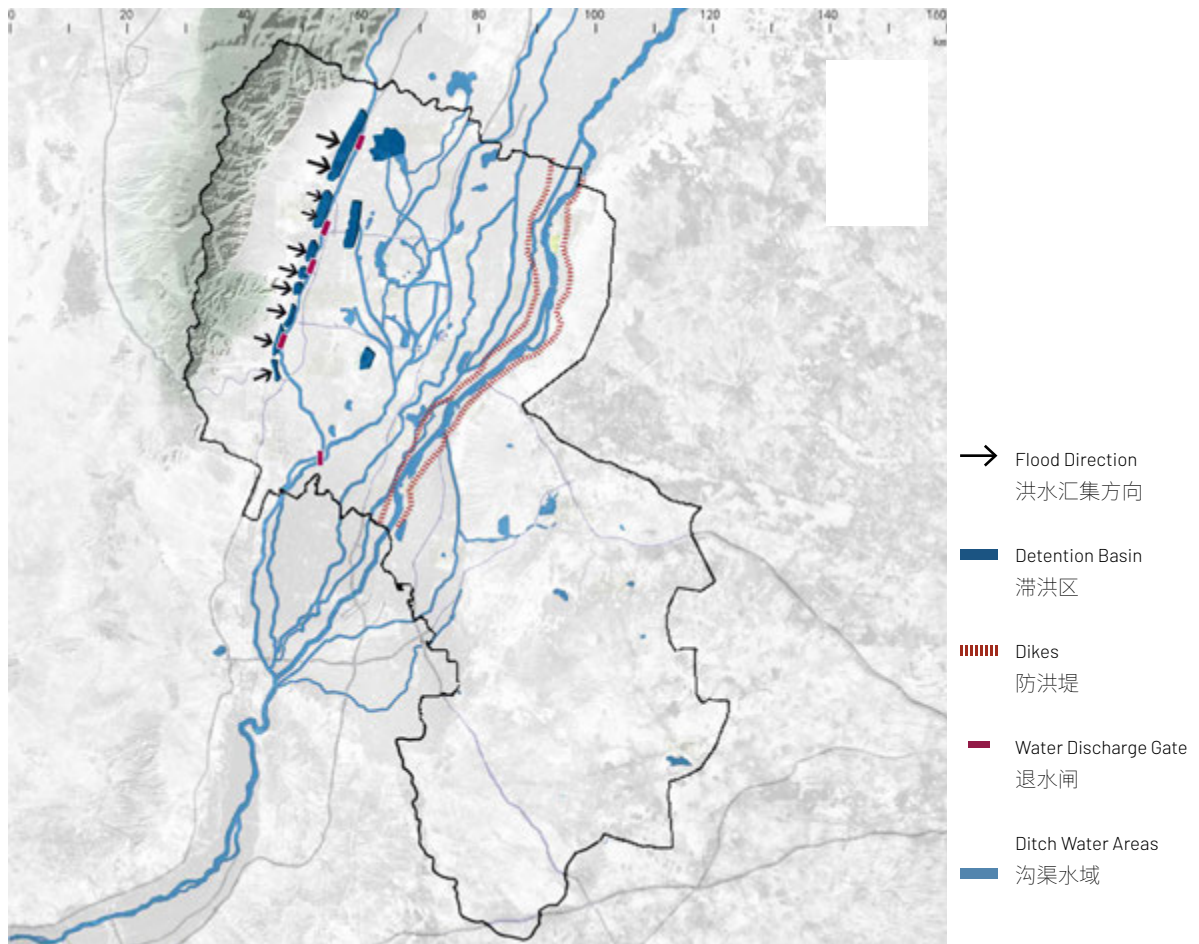 0 20 40 60 80 100 120 140 160
km
Flood Direction
洪水汇集方向
Detention Basin
滞洪区
Dikes
防洪堤
Water Discharge Gate
退水闸
Ditch Water Areas
沟渠水域